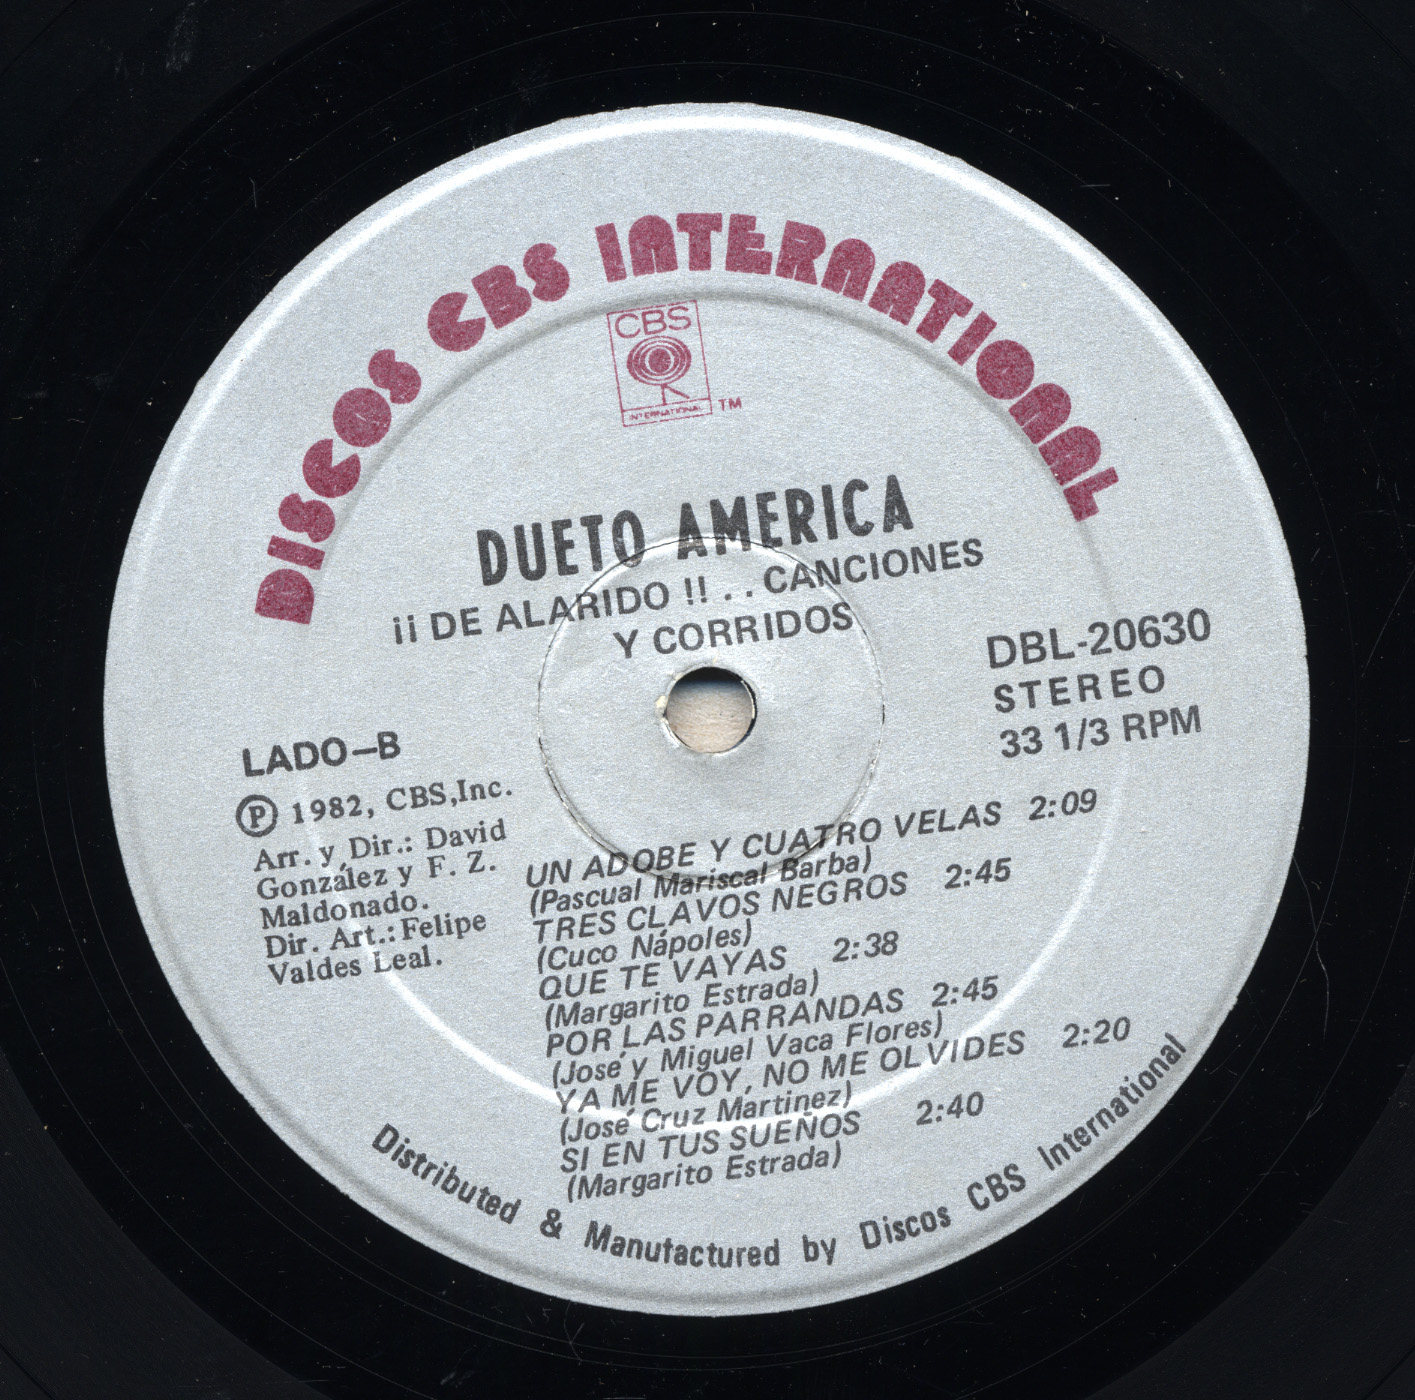 DISCOS CBS INTERNATIONAL
CBS
INTERNATIONAL
TM
DUETO AMERICA
¡¡ DE ALARIDO !! . . CANCIONES
Y CORRIDOS
DBL-20630
STEREO
33 1/3 RPM
LADO-B
Ⓟ 1982, CBS,Inc.
Arr. y Dir.: David
González y F. Z.
Maldonado.
Dir. Art.: Felipe
Valdes Leal.
UN ADOBE Y CUATRO VELAS 2:09
(Pascual Mariscal Barba)
TRES CLAVOS NEGROS 2:45
(Cuco Nápoles)
QUE TE VAYAS 2:38
(Margarito Estrada)
POR LAS PARRANDAS 2:45
(José y Miguel Vaca Flores)
YA ME VOY, NO ME OLVIDES 2:20
(José Cruz Martinez)
SI EN TUS SUEÑOS 2:40
(Margarito Estrada)
Distributed & Manufactured by Discos CBS International